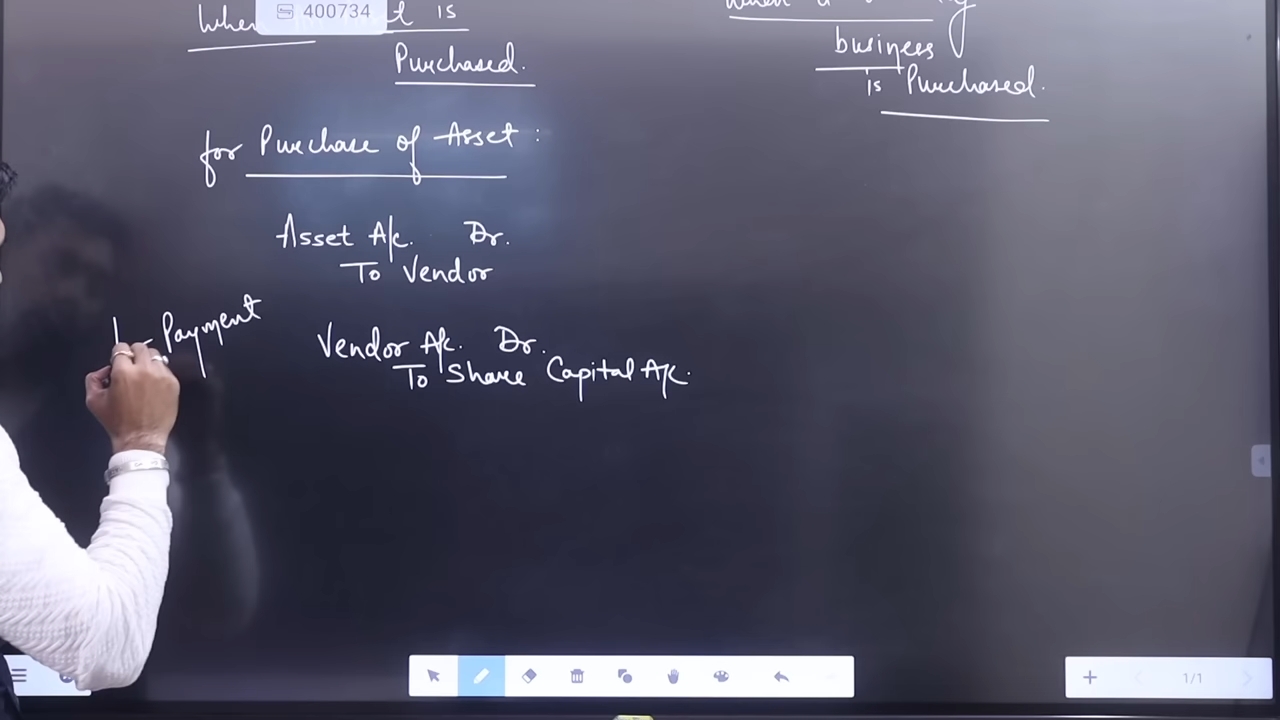 400734
When is
Purchased.
business
is Purchased.
for Purchase of Asset :
Asset A/c. Dr.
To Vendor
Payment
Vendor A/c. Dr.
To Share Capital A/c.
1/1